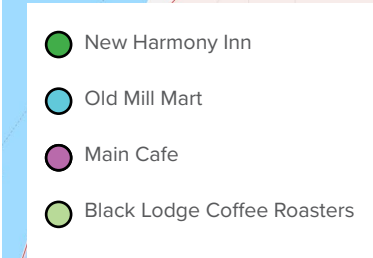 New Harmony Inn
Old Mill Mart
Main Cafe
Black Lodge Coffee Roasters